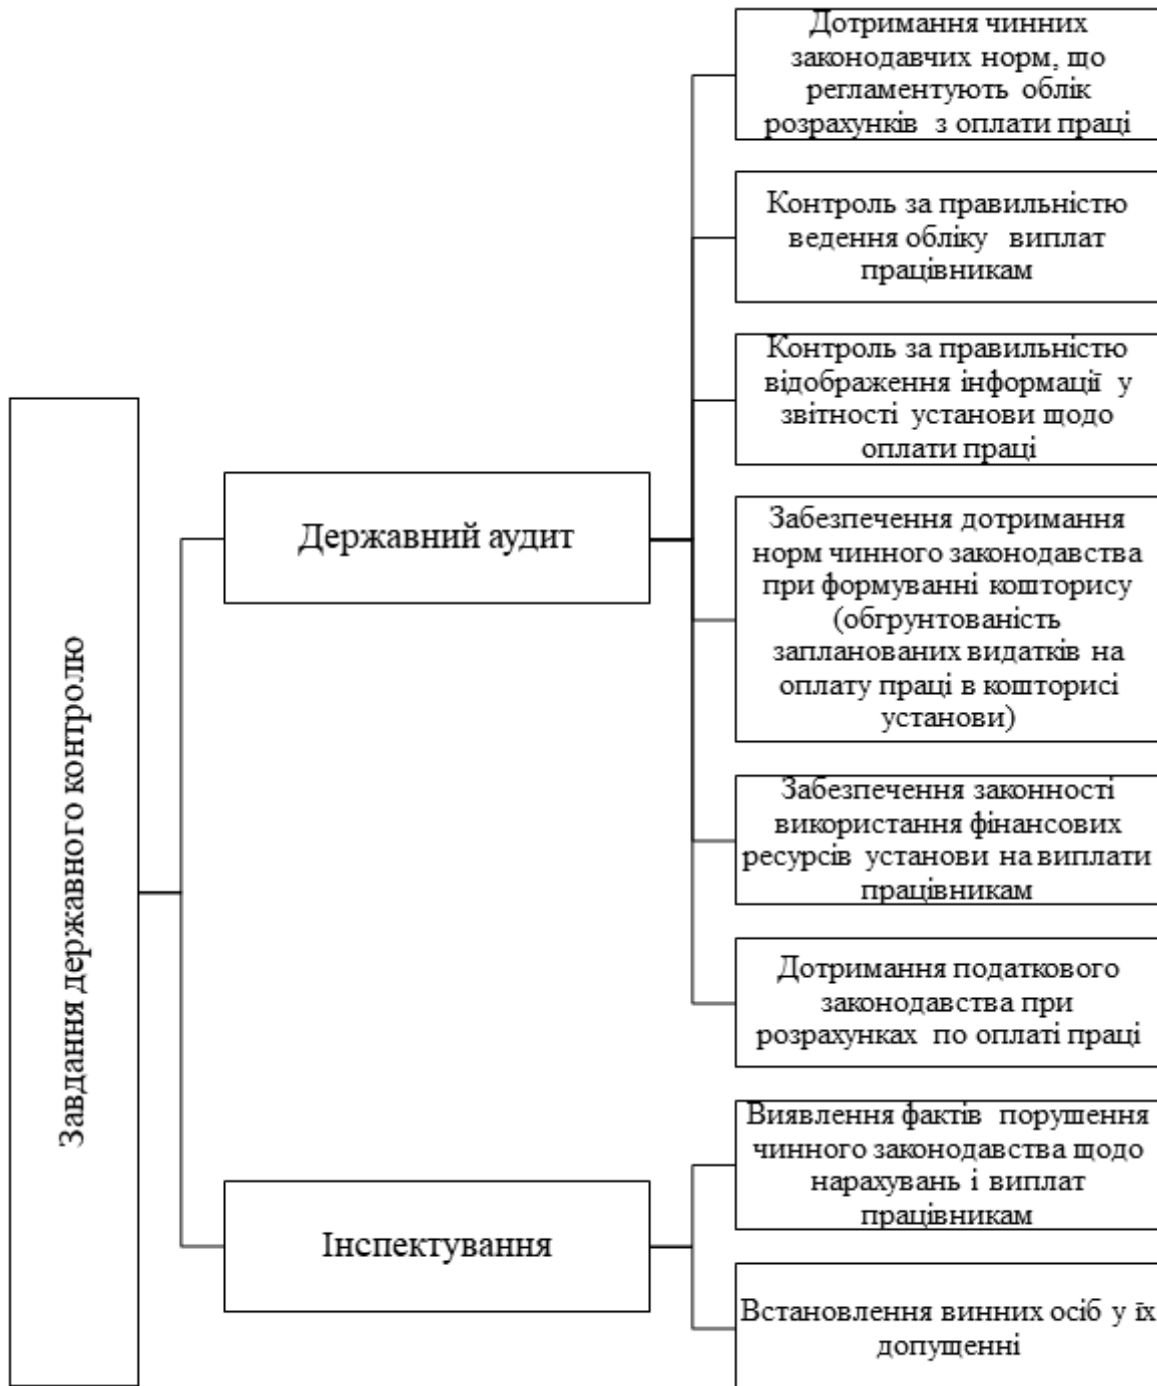 Завдання державного контролю
Державний аудит
Дотримання чинних
законодавчих норм, що
регламентують облік
розрахунків з оплати праці
Контроль за правильністю
ведення обліку виплат
працівникам
Контроль за правильністю
відображення інформації у
звітності установи щодо
оплати праці
Забезпечення дотримання
норм чинного законодавства
при формуванні кошторису
(обгрунтованість
запланованих видатків на
оплату праці в кошторисі
установи)
Забезпечення законності
використання фінансових
ресурсів установи на виплати
працівникам
Дотримання податкового
законодавства при
розрахунках по оплаті праці
Інспектування
Виявлення фактів порушення
чинного законодавства щодо
нарахувань і виплат
працівникам
Встановлення винних осіб у їх
допущенні